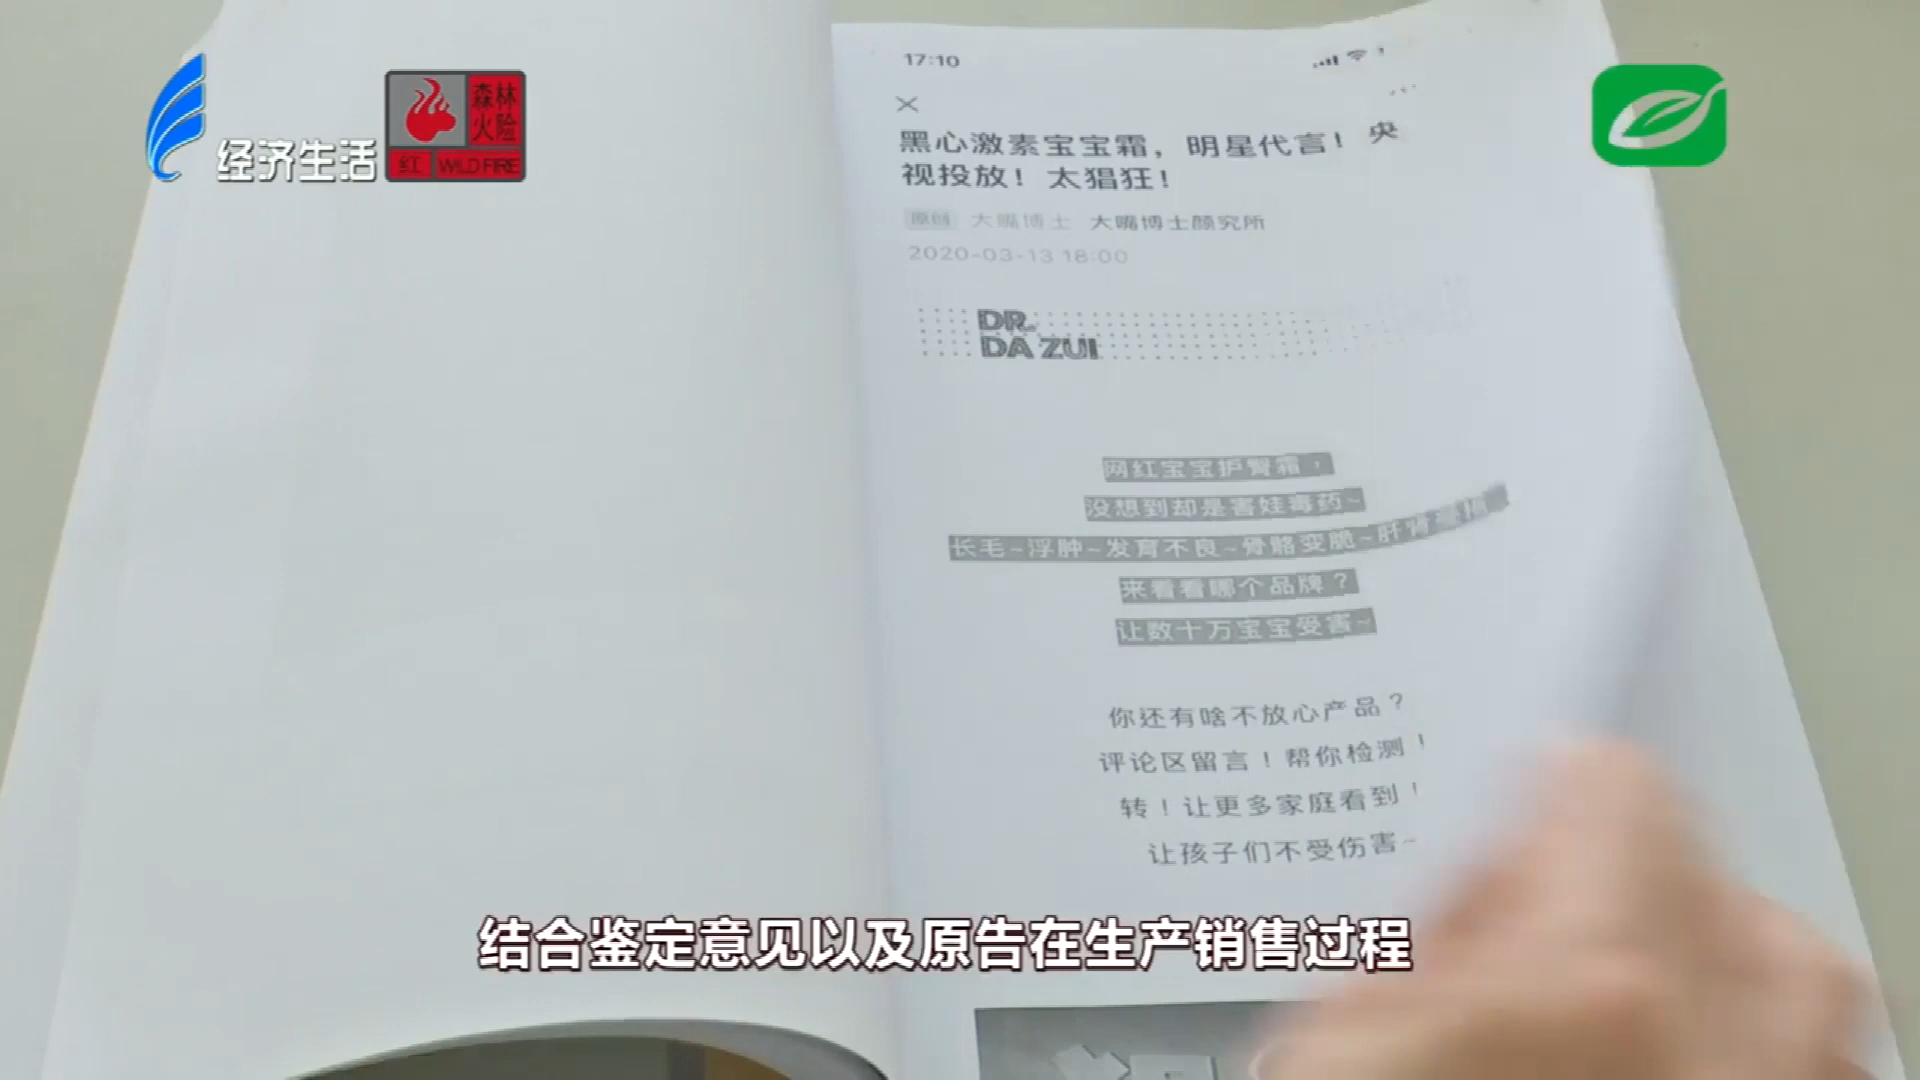 经济生活
森林
火险
红 WILD FIRE
17:10
黑心激素宝宝霜，明星代言！央
视投放！太猖狂！
原创 大嘴博士 大嘴博士颜究所
2020-03-13 18:00
DR.
DA ZUI
网红宝宝护臀霜，
没想到却是害娃毒药~
长毛~浮肿~发育不良~骨骼变脆~肝肾
来看看哪个品牌？
让数十万宝宝受害~
你还有啥不放心产品？
评论区留言！帮你检测！
转！让更多家庭看到！
让孩子们不受伤害~
结合鉴定意见以及原告在生产销售过程